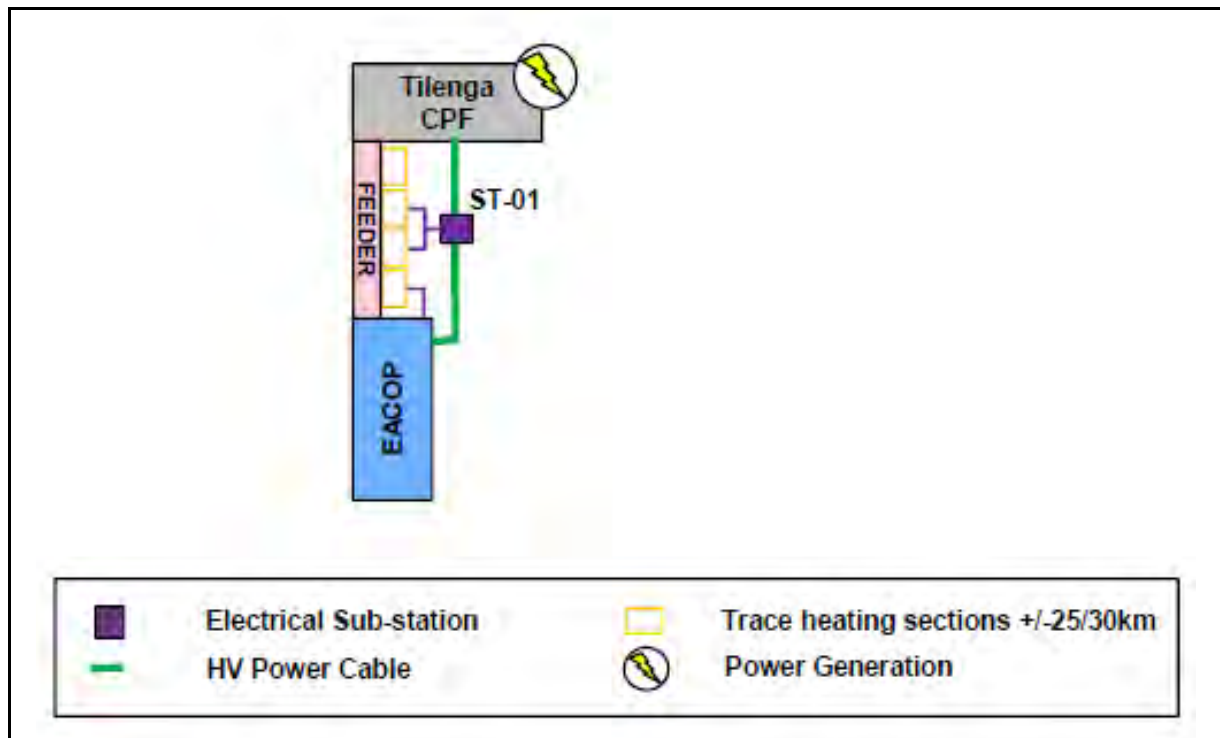 Tilenga
CPF
ST-01
FEEDER
EACOP
Electrical Sub-station
Trace heating sections +/-25/30km
HV Power Cable
Power Generation